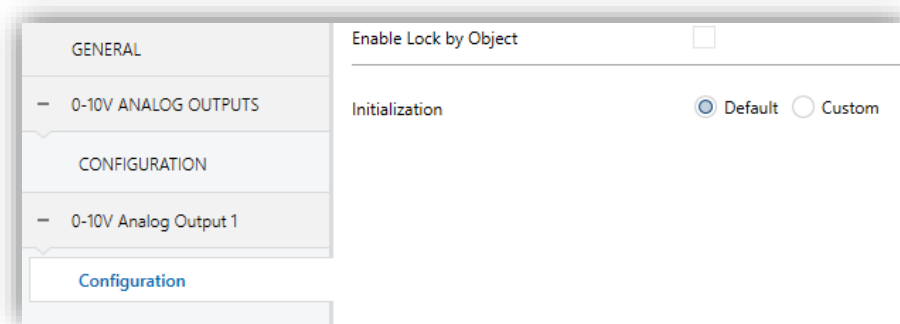 GENERAL
Enable Lock by Object
0-10V ANALOG OUTPUTS
Initialization
Default
Custom
CONFIGURATION
0-10V Analog Output 1
Configuration